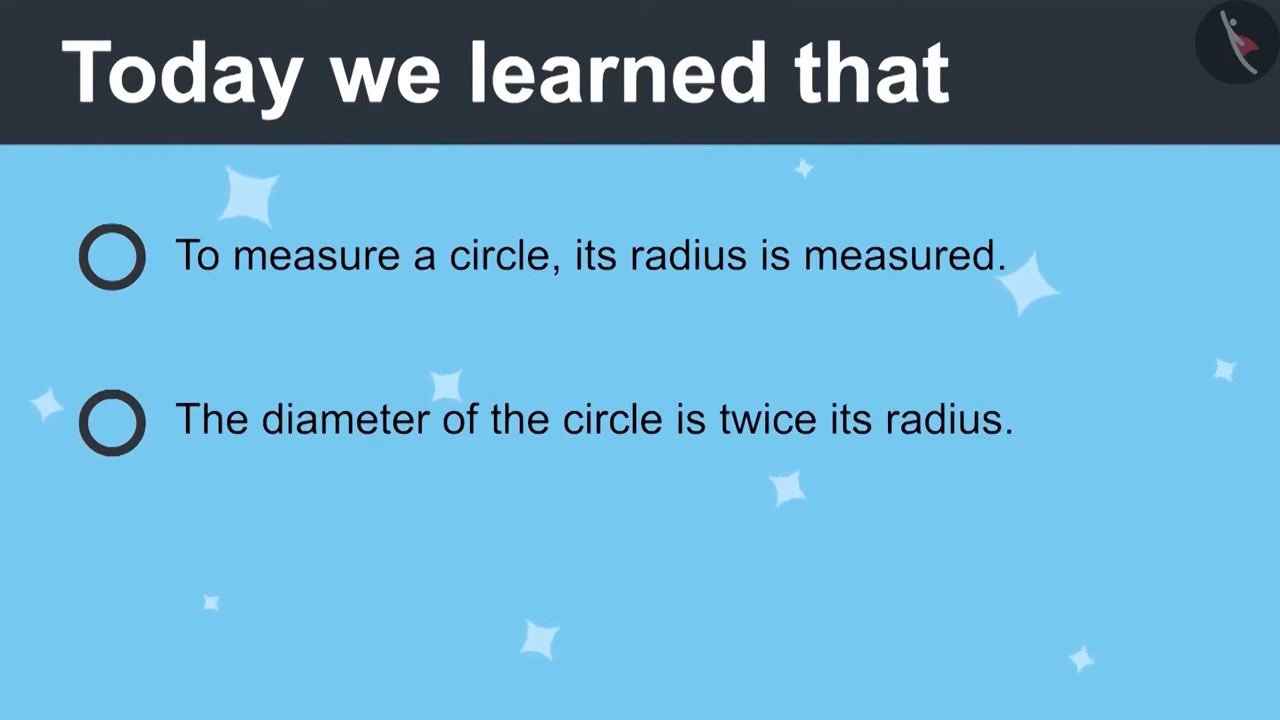 Today we learned that
To measure a circle, its radius is measured.
The diameter of the circle is twice its radius.